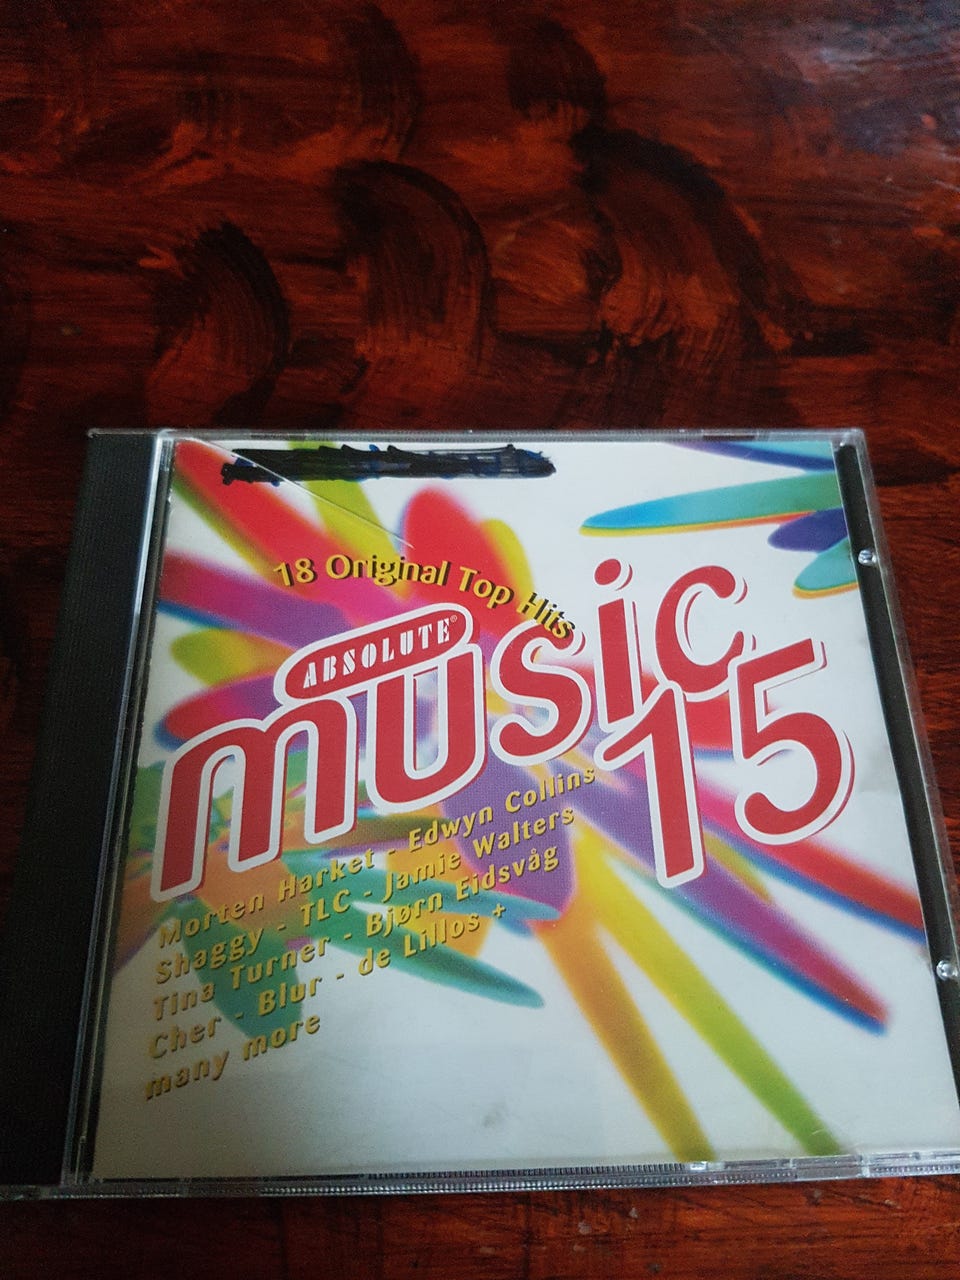 18 Original Top Hits
ABSOLUTE®
music 15
Morten Harket - Edwyn Collins
Shaggy - TLC - Jamie Walters
Tina Turner - Bjørn Eidsvåg
Cher - Blur - de Lillos +
many more